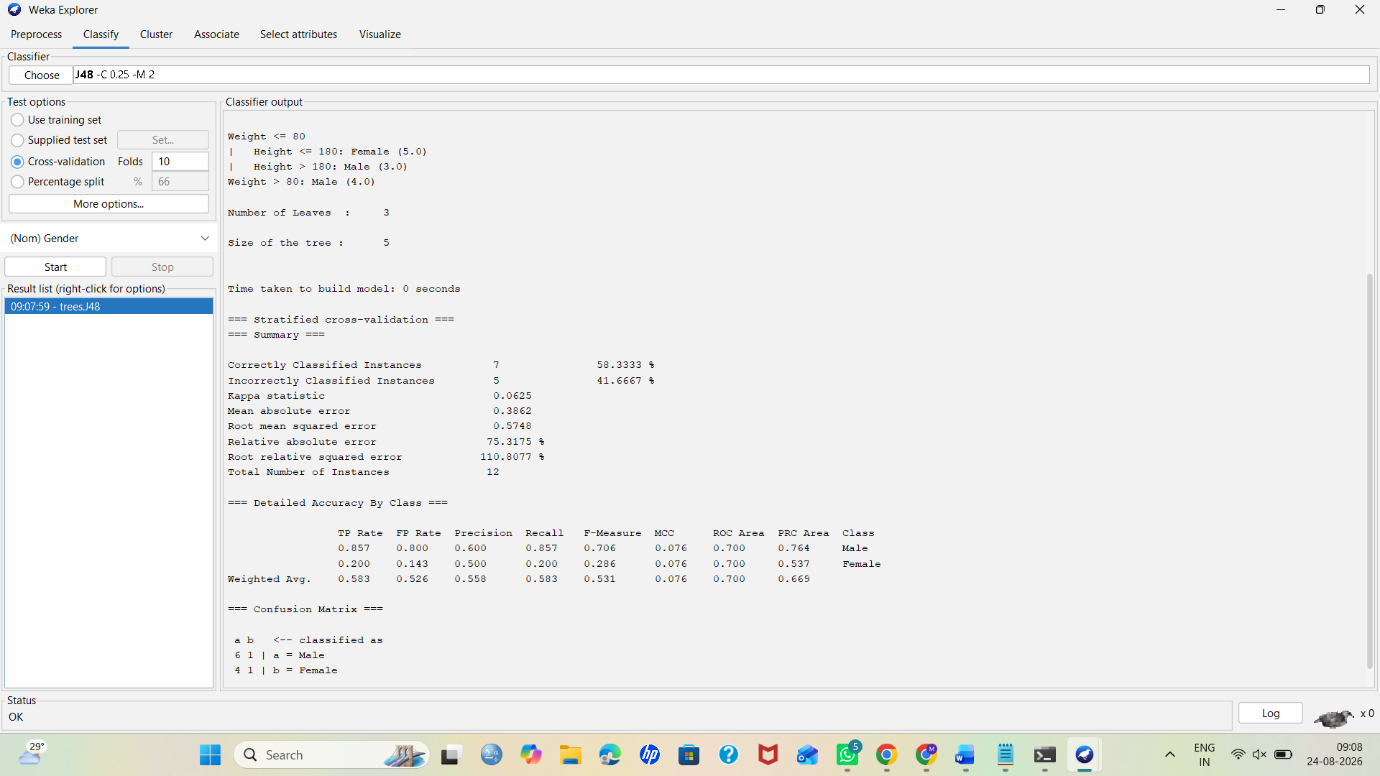 Weka Explorer
Preprocess Classify Cluster Associate Select attributes Visualize
Classifier
Choose J48 -C 0.25 -M 2
Test options
Use training set
Supplied test set Set...
Cross-validation Folds 10
Percentage split % 66
More options...
(Nom) Gender
Start Stop
Result list (right-click for options)
09:07:59 - trees.J48
Classifier output
Weight <= 80
| Height <= 180: Female (5.0)
| Height > 180: Male (3.0)
Weight > 80: Male (4.0)
Number of Leaves : 3
Size of the tree : 5
Time taken to build model: 0 seconds
=== Stratified cross-validation ===
=== Summary ===
Correctly Classified Instances 7 58.3333 %
Incorrectly Classified Instances 5 41.6667 %
Kappa statistic 0.0625
Mean absolute error 0.3862
Root mean squared error 0.5748
Relative absolute error 75.3175 %
Root relative squared error 110.8077 %
Total Number of Instances 12
=== Detailed Accuracy By Class ===
TP Rate FP Rate Precision Recall F-Measure MCC ROC Area PRC Area Class
0.857 0.800 0.600 0.857 0.706 0.076 0.700 0.764 Male
0.200 0.143 0.500 0.200 0.286 0.076 0.700 0.537 Female
Weighted Avg. 0.583 0.526 0.558 0.583 0.531 0.076 0.700 0.669
=== Confusion Matrix ===
a b <-- classified as
6 1 | a = Male
4 1 | b = Female
Status
OK
Log
x 0
29°
Search
hp
5
M
ENG
IN
09:08
24-08-2026